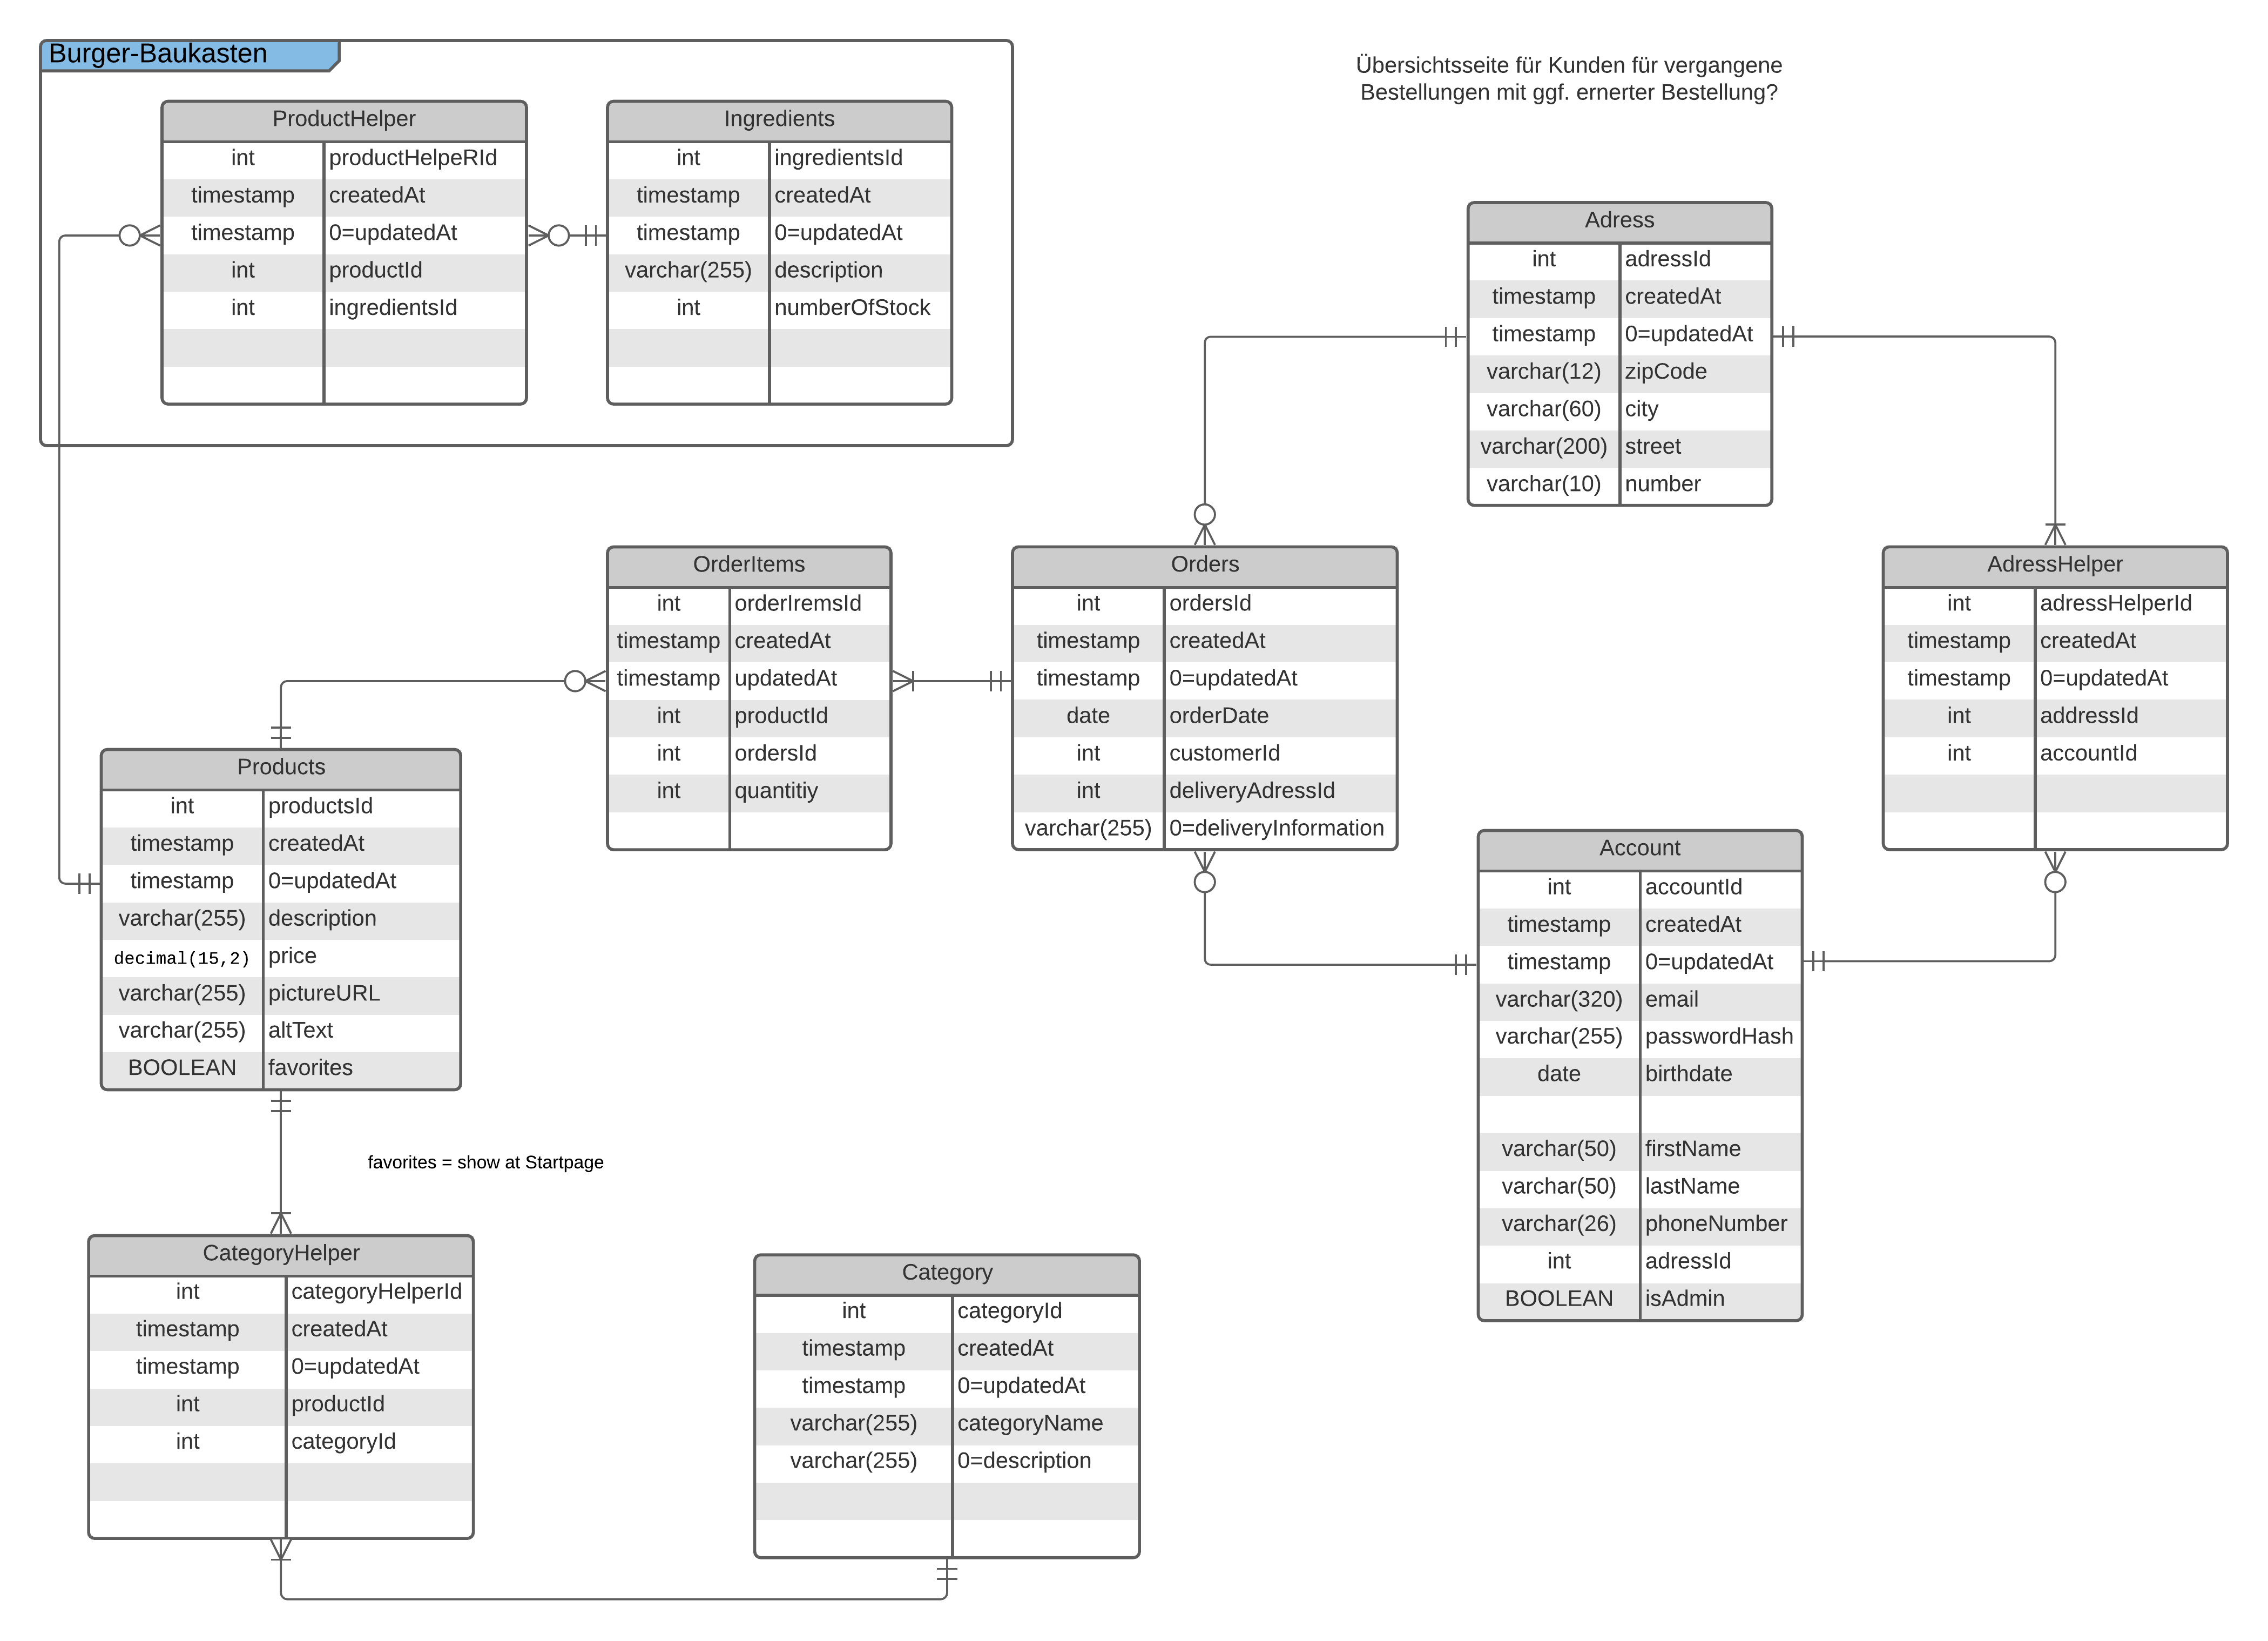 Burger-Baukasten
Übersichtsseite für Kunden für vergangene
Bestellungen mit ggf. ernerter Bestellung?
ProductHelper
int productHelpeRId
timestamp createdAt
timestamp 0=updatedAt
int productId
int ingredientsId
Ingredients
int ingredientsId
timestamp createdAt
timestamp 0=updatedAt
varchar(255) description
int numberOfStock
Adress
int adressId
timestamp createdAt
timestamp 0=updatedAt
varchar(12) zipCode
varchar(60) city
varchar(200) street
varchar(10) number
OrderItems
int orderIremsId
timestamp createdAt
timestamp updatedAt
int productId
int ordersId
int quantitiy
Orders
int ordersId
timestamp createdAt
timestamp 0=updatedAt
date orderDate
int customerId
int deliveryAdressId
varchar(255) 0=deliveryInformation
AdressHelper
int adressHelperId
timestamp createdAt
timestamp 0=updatedAt
int addressId
int accountId
Products
int productsId
timestamp createdAt
timestamp 0=updatedAt
varchar(255) description
decimal(15,2) price
varchar(255) pictureURL
varchar(255) altText
BOOLEAN favorites
Account
int accountId
timestamp createdAt
timestamp 0=updatedAt
varchar(320) email
varchar(255) passwordHash
date birthdate
varchar(50) firstName
varchar(50) lastName
varchar(26) phoneNumber
int adressId
BOOLEAN isAdmin
favorites = show at Startpage
CategoryHelper
int categoryHelperId
timestamp createdAt
timestamp 0=updatedAt
int productId
int categoryId
Category
int categoryId
timestamp createdAt
timestamp 0=updatedAt
varchar(255) categoryName
varchar(255) 0=description